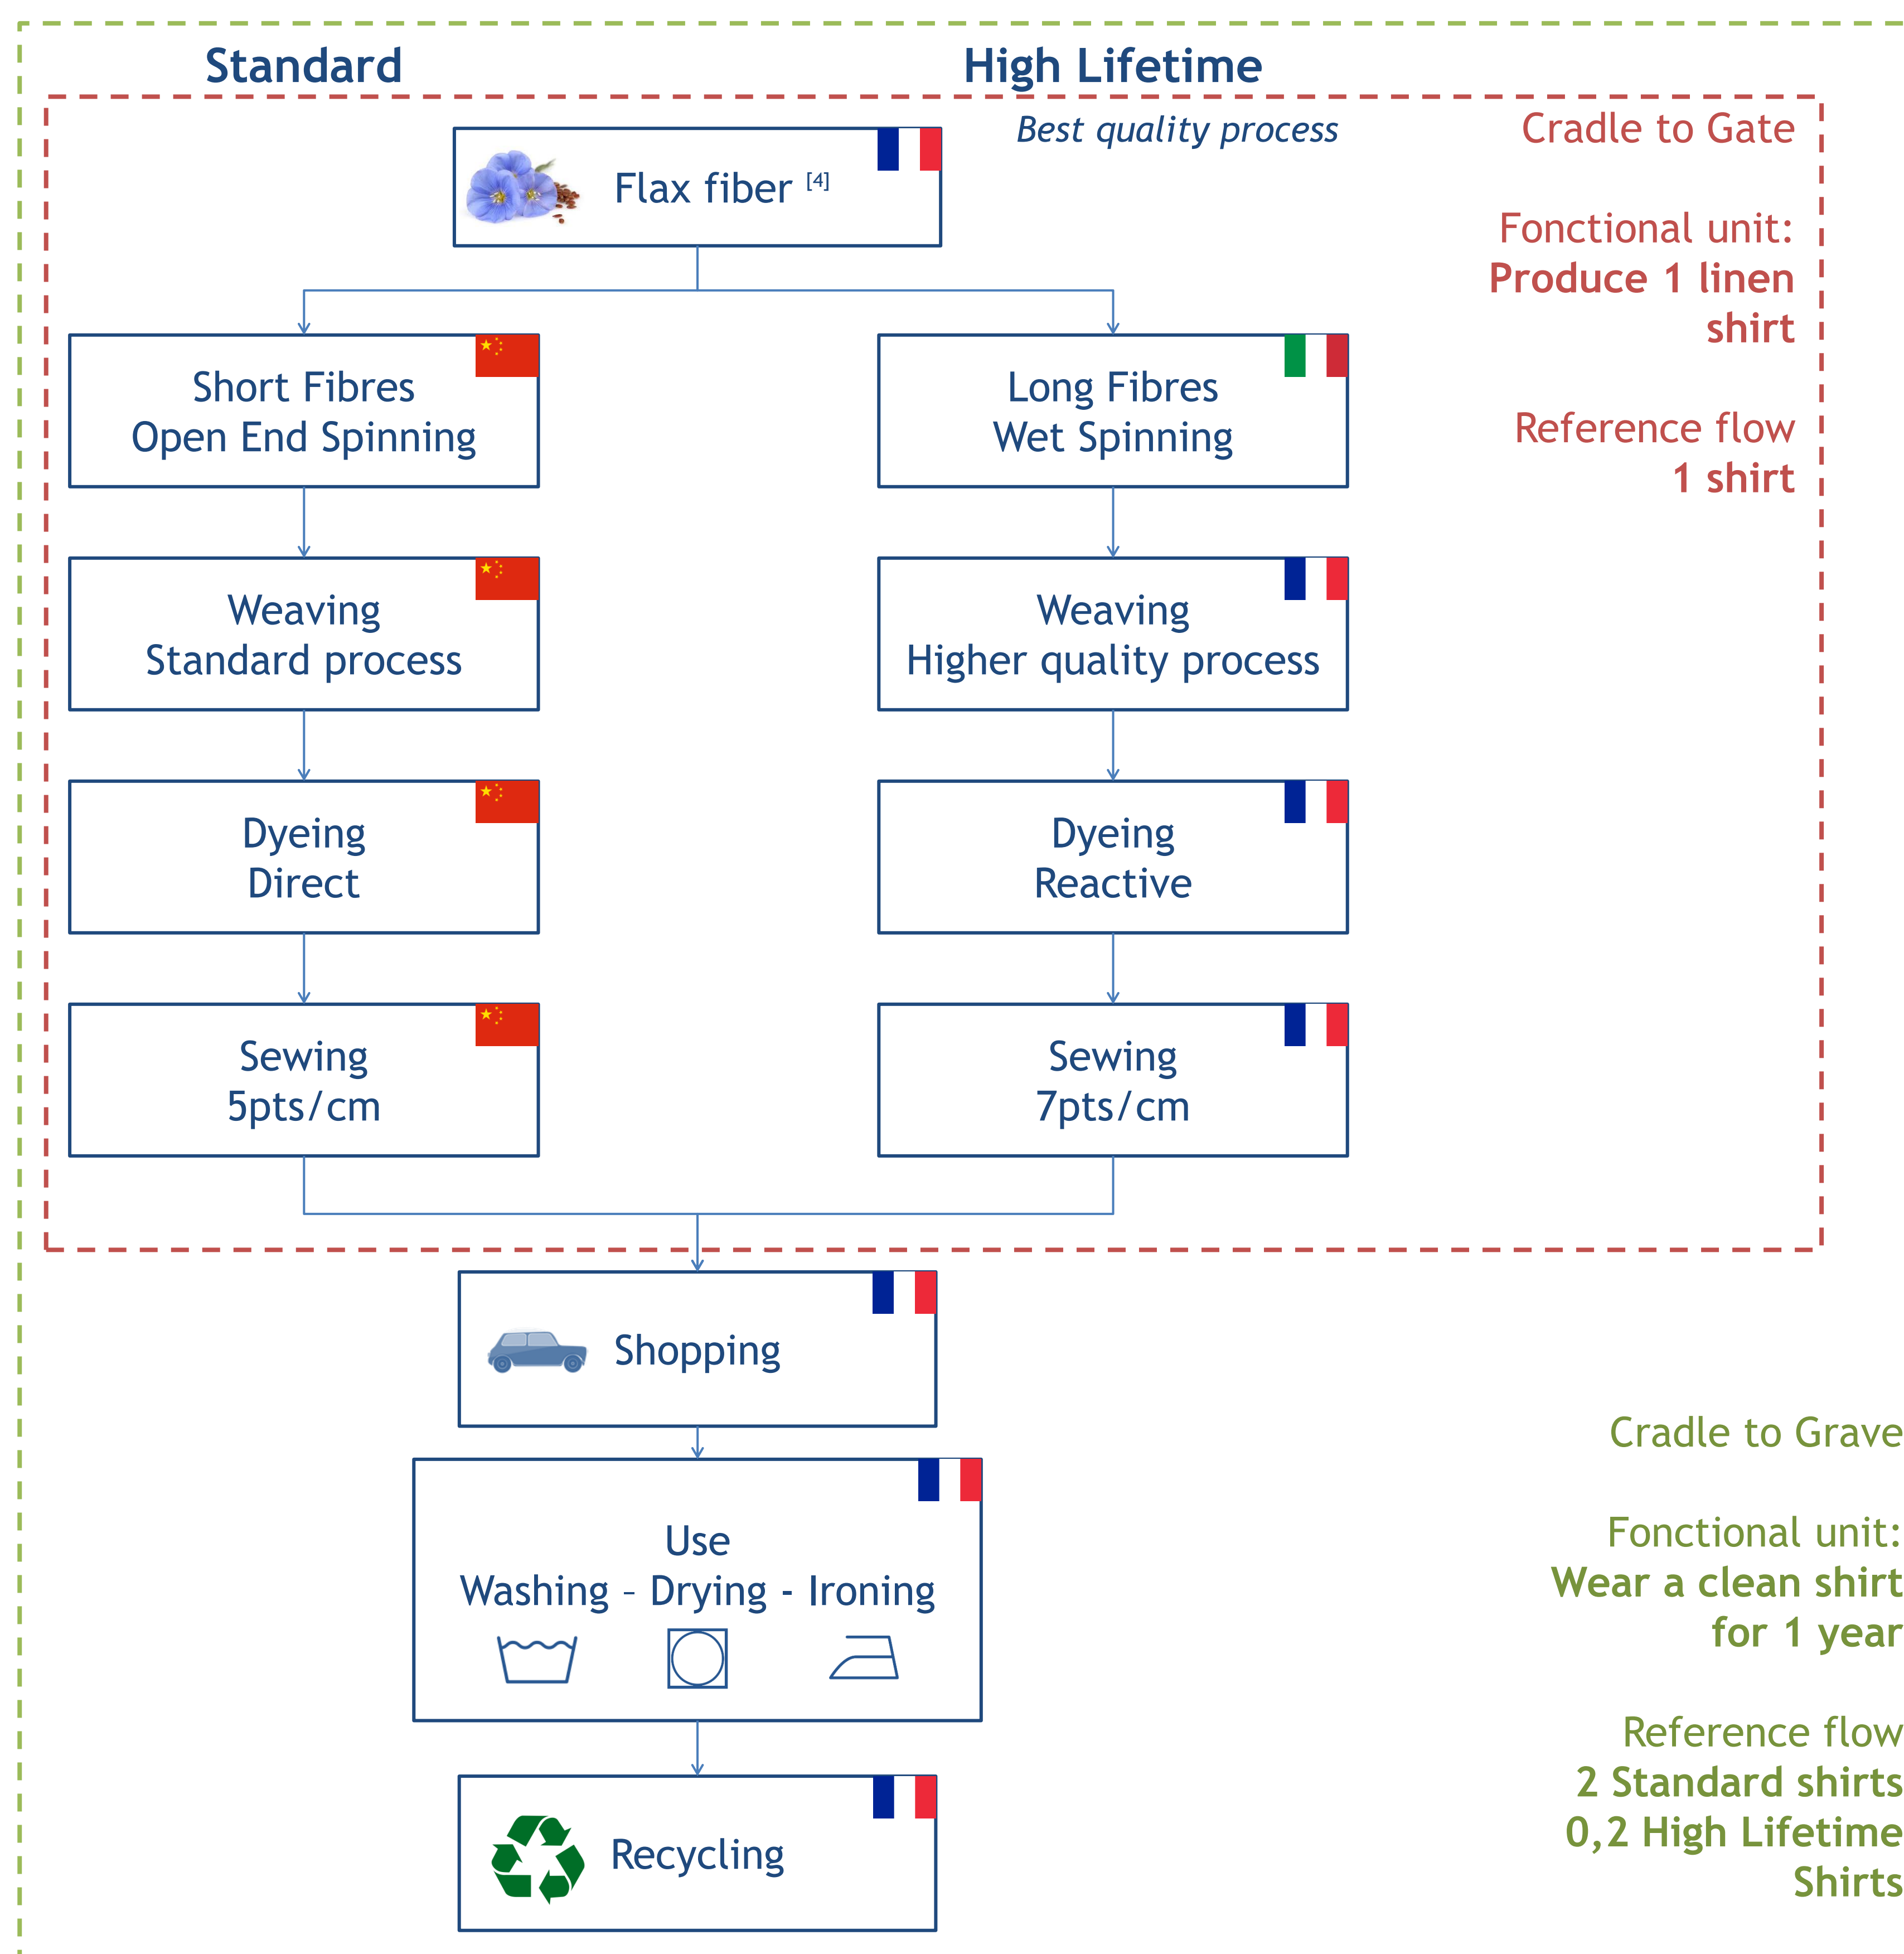 Standard
High Lifetime
Best quality process
Cradle to Gate
Flax fiber [4]
Fonctional unit:
Produce 1 linen
shirt
Reference flow
1 shirt
Short Fibres
Open End Spinning
Long Fibres
Wet Spinning
Weaving
Standard process
Weaving
Higher quality process
Dyeing
Direct
Dyeing
Reactive
Sewing
5pts/cm
Sewing
7pts/cm
Shopping
Use
Washing – Drying - Ironing
Recycling
Cradle to Grave
Fonctional unit:
Wear a clean shirt
for 1 year
Reference flow
2 Standard shirts
0,2 High Lifetime
Shirts